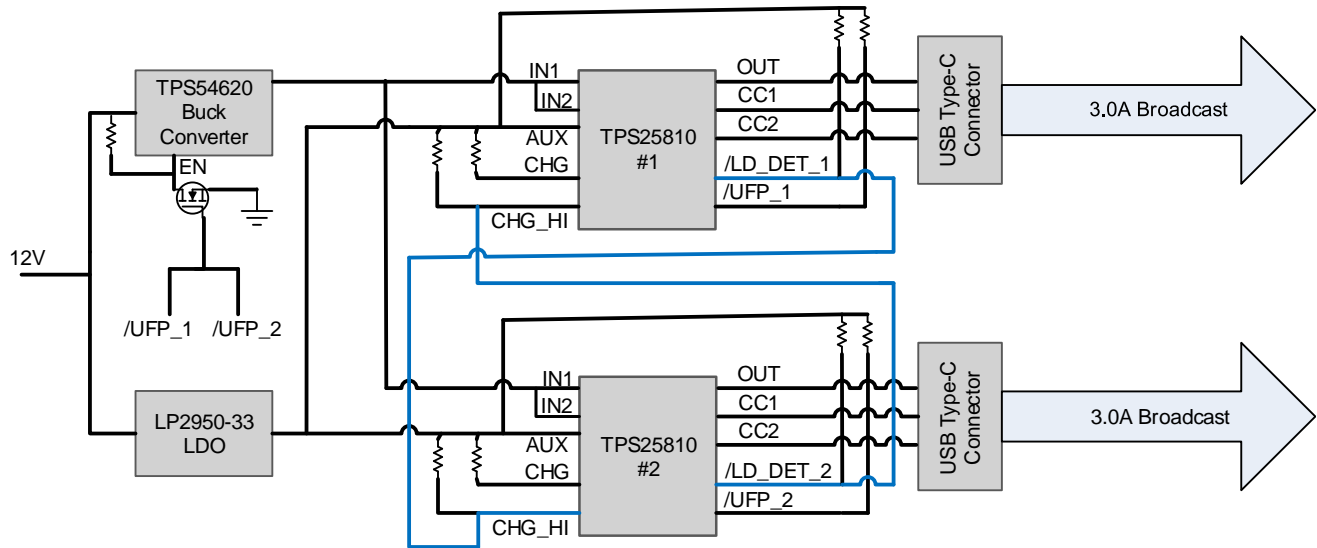 TPS54620
Buck
Converter
EN
12V
/UFP_1
/UFP_2
LP2950-33
LDO
IN1
IN2
AUX
CHG
CHG_HI
TPS25810
#1
OUT
CC1
CC2
/LD_DET_1
/UFP_1
USB Type-C
Connector
3.0A Broadcast
IN1
IN2
AUX
CHG
CHG_HI
TPS25810
#2
OUT
CC1
CC2
/LD_DET_2
/UFP_2
USB Type-C
Connector
3.0A Broadcast